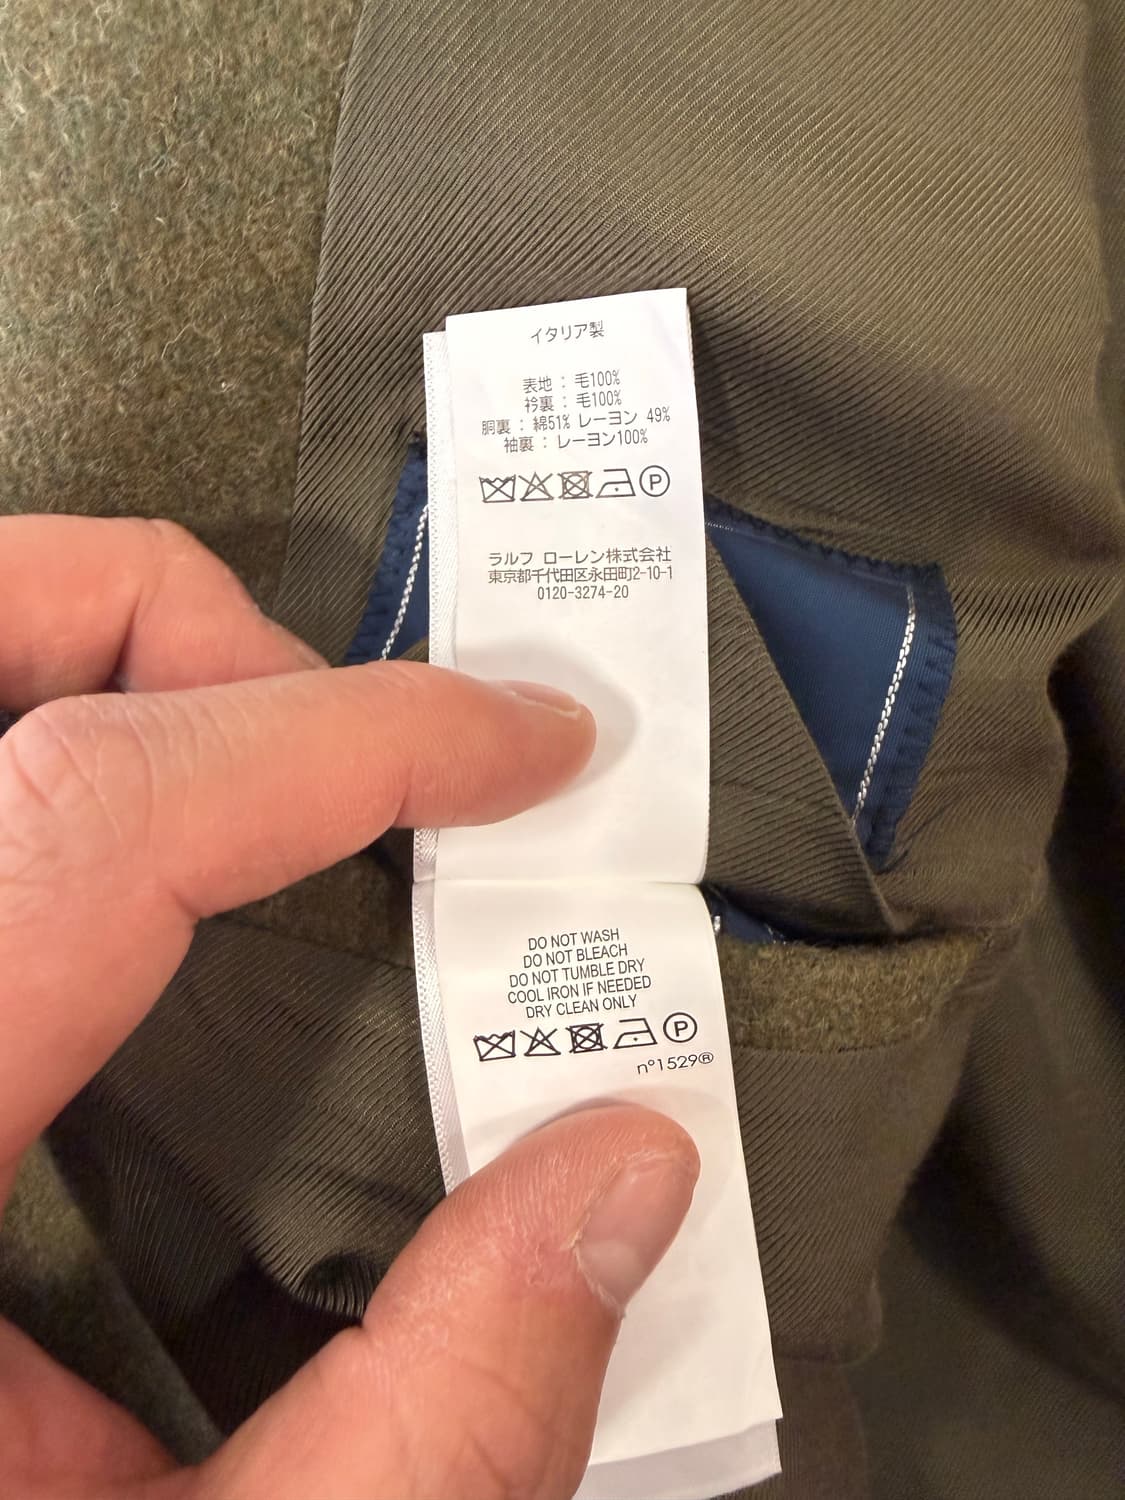 イタリア製
表地 : 毛100%
衿裏 : 毛100%
胴裏 : 綿51% レーヨン 49%
袖裏 : レーヨン100%
P
ラルフ ローレン株式会社
東京都千代田区永田町2-10-1
0120-3274-20
DO NOT WASH
DO NOT BLEACH
DO NOT TUMBLE DRY
COOL IRON IF NEEDED
DRY CLEAN ONLY
P
n°1529®